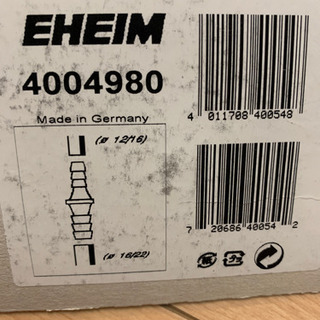 EHEIM
4004980
Made in Germany
(ø 12/16)
(ø 16/22)
4 011708 400548
7 20686 40054 2